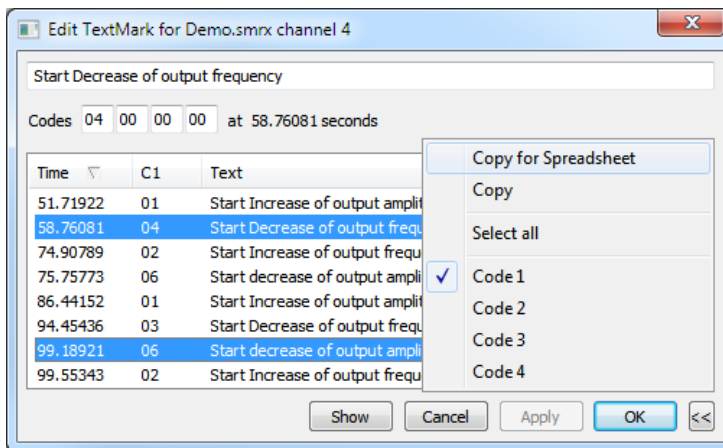 Edit TextMark for Demo.smrx channel 4
Start Decrease of output frequency
Codes 04 00 00 00 at 58.76081 seconds
Time C1 Text
51.71922 01 Start Increase of output amplit
58.76081 04 Start Decrease of output frequ
74.90789 02 Start Increase of output frequ
75.75773 06 Start decrease of output ampli
86.44152 01 Start Increase of output amplit
94.45436 03 Start Decrease of output frequ
99.18921 06 Start decrease of output ampli
99.55343 02 Start Increase of output frequ
Copy for Spreadsheet
Copy
Select all
✓ Code 1
Code 2
Code 3
Code 4
Show Cancel Apply OK <<